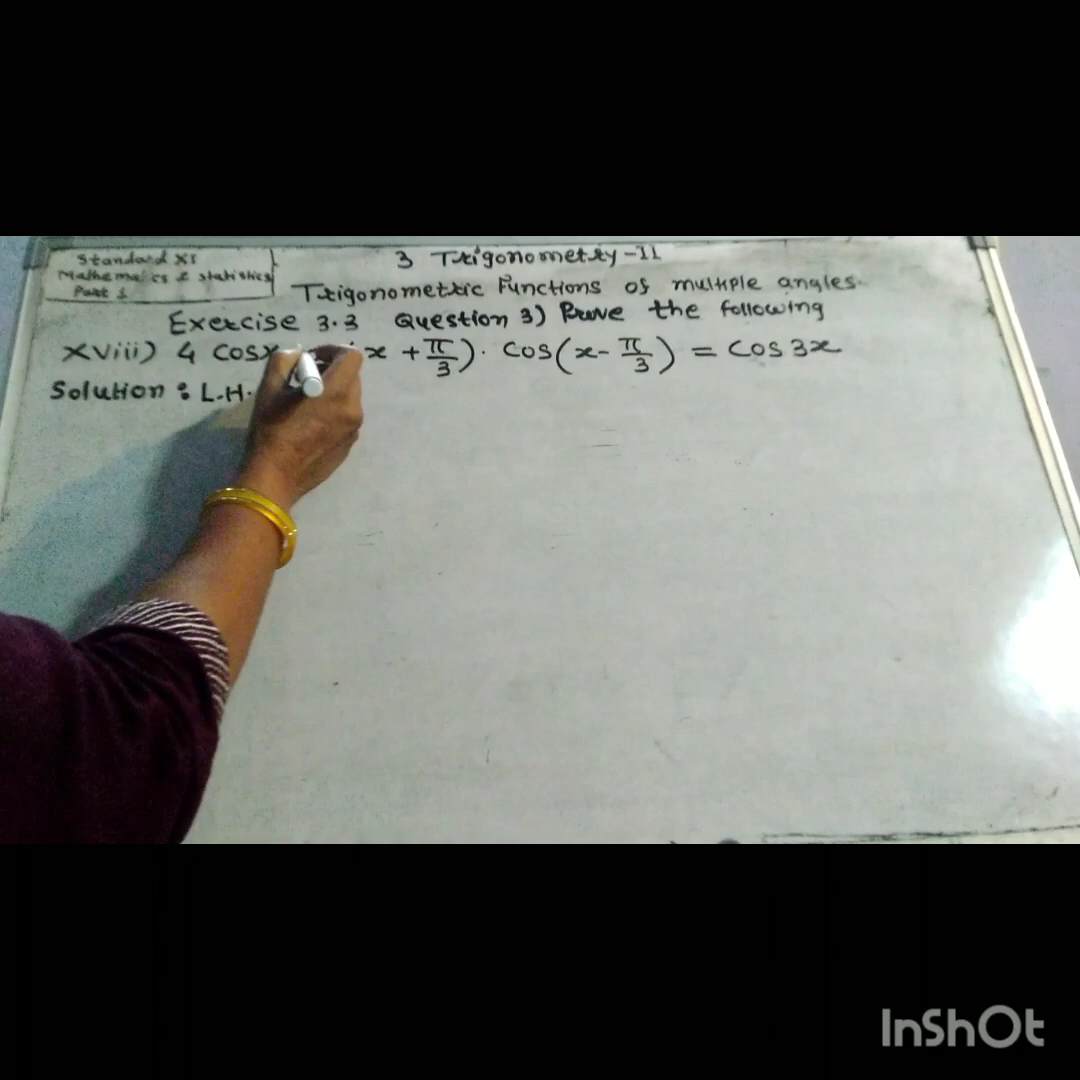 Standard XI
Mathematics & statistics
Part 1
3 Trigonometry-II
Trigonometric Functions of multiple angles.
Exercise 3.3 Question 3) Prove the following
xviii) 4 cosx x + π/3) . cos(x - π/3) = cos 3x
Solution : L.H.
InShOt